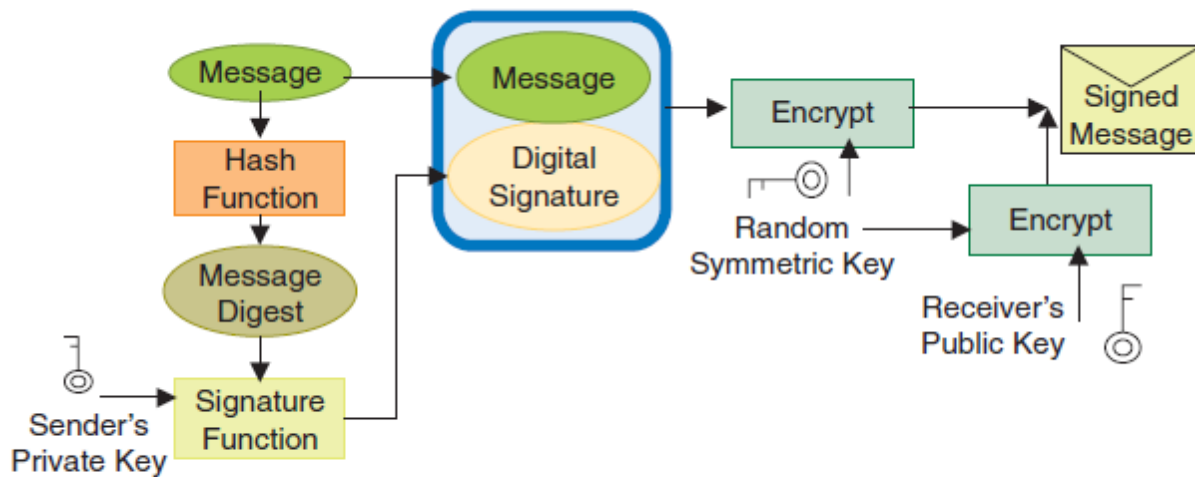 Message
Hash
Function
Message
Digest
Signature
Function
Sender’s
Private Key
Message
Digital
Signature
Encrypt
Random
Symmetric Key
Encrypt
Receiver’s
Public Key
Signed
Message